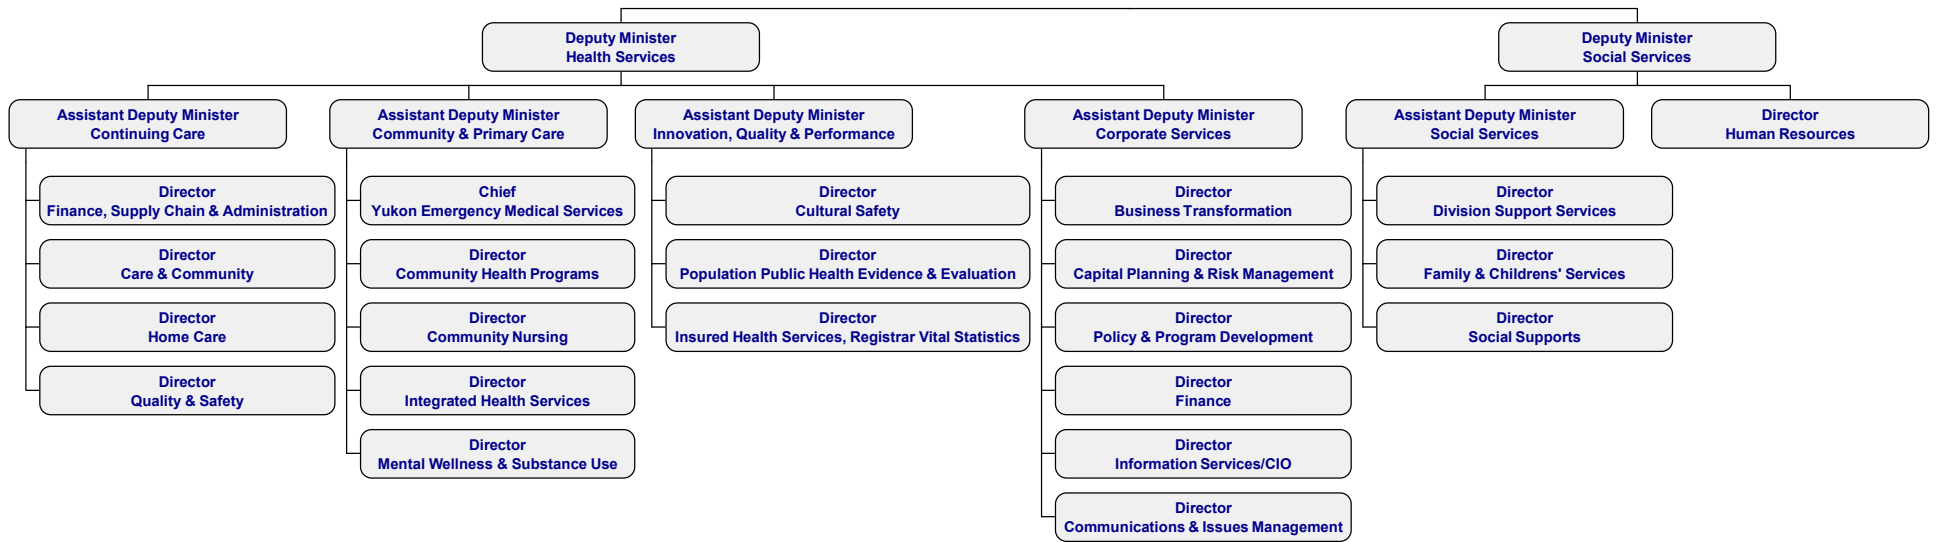 Deputy Minister
Health Services
Deputy Minister
Social Services
Assistant Deputy Minister
Continuing Care
Assistant Deputy Minister
Community & Primary Care
Assistant Deputy Minister
Innovation, Quality & Performance
Assistant Deputy Minister
Corporate Services
Assistant Deputy Minister
Social Services
Director
Human Resources
Director
Finance, Supply Chain & Administration
Director
Care & Community
Director
Home Care
Director
Quality & Safety
Chief
Yukon Emergency Medical Services
Director
Community Health Programs
Director
Community Nursing
Director
Integrated Health Services
Director
Mental Wellness & Substance Use
Director
Cultural Safety
Director
Population Public Health Evidence & Evaluation
Director
Insured Health Services, Registrar Vital Statistics
Director
Business Transformation
Director
Capital Planning & Risk Management
Director
Policy & Program Development
Director
Finance
Director
Information Services/CIO
Director
Communications & Issues Management
Director
Division Support Services
Director
Family & Childrens' Services
Director
Social Supports